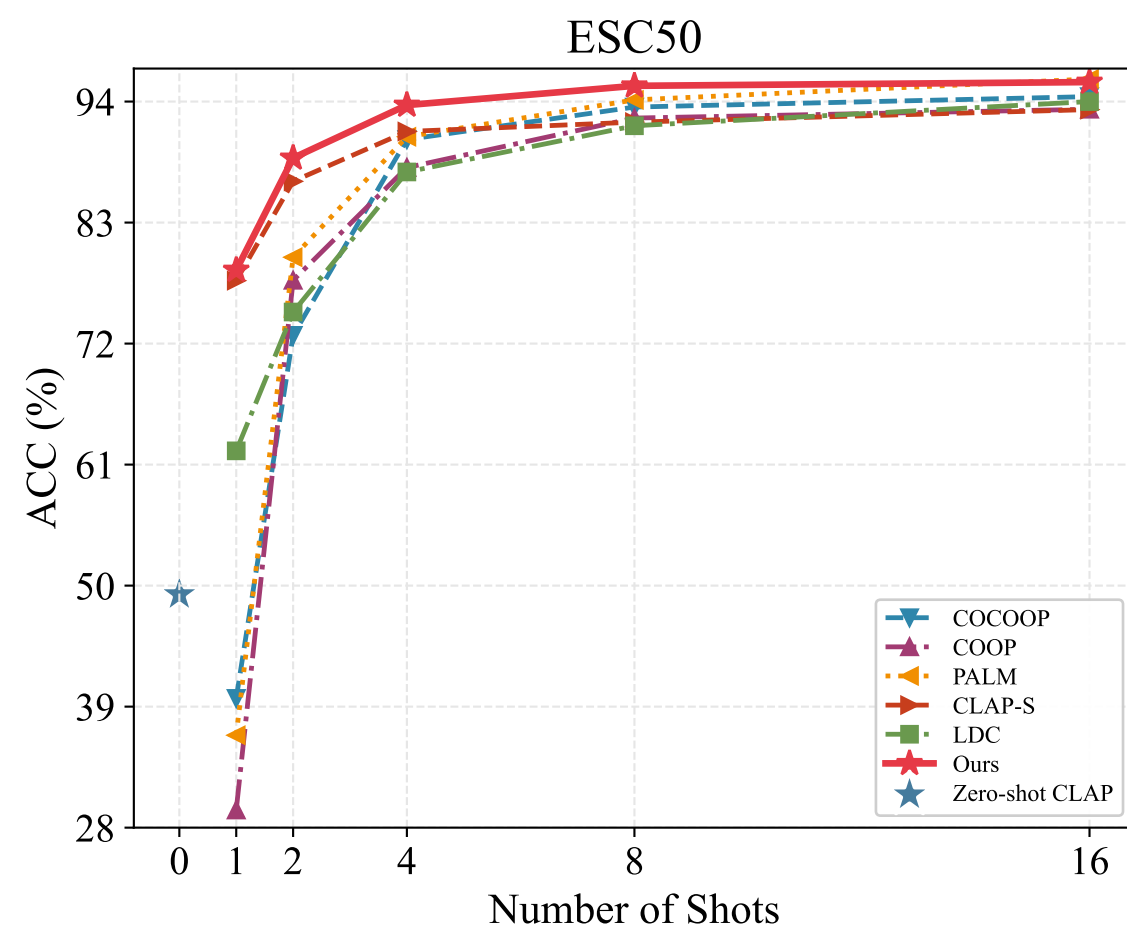 ESC50
94
83
72
61
50
39
28
ACC (%)
0 1 2 4 8 16
Number of Shots
COCOOP
COOP
PALM
CLAP-S
LDC
Ours
Zero-shot CLAP